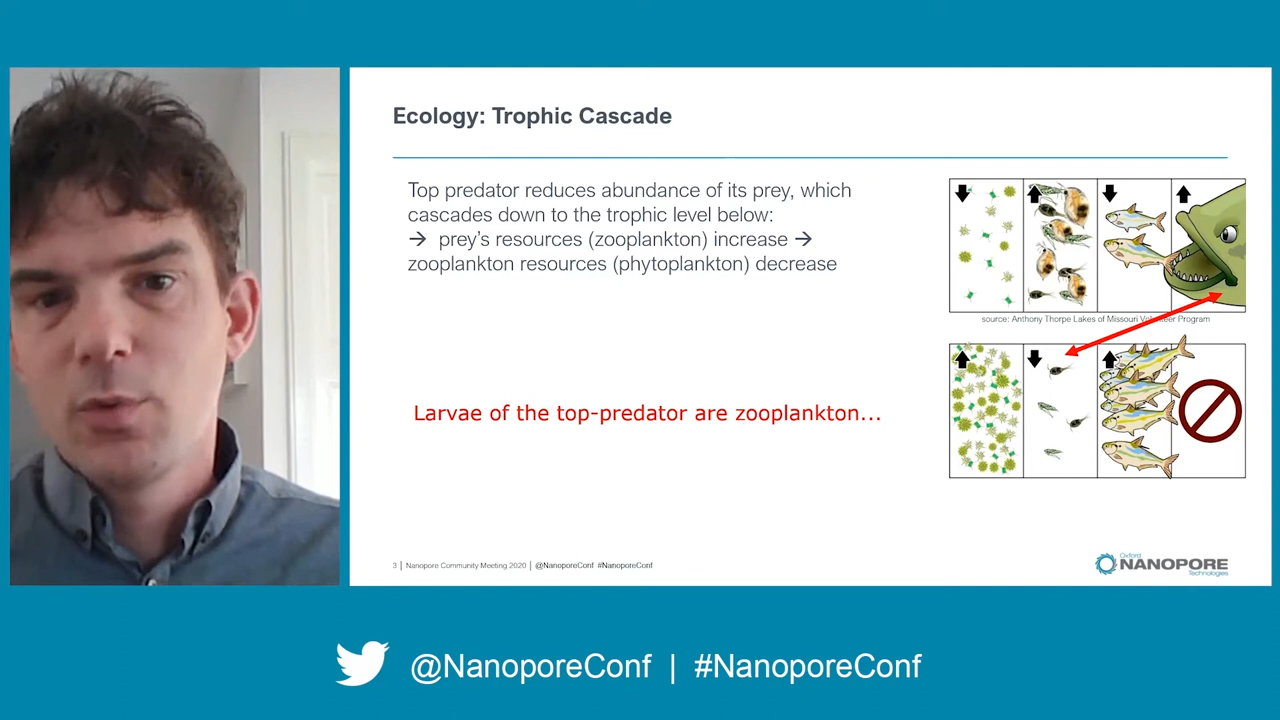 Ecology: Trophic Cascade
Top predator reduces abundance of its prey, which
cascades down to the trophic level below:
→ prey's resources (zooplankton) increase →
zooplankton resources (phytoplankton) decrease
source: Anthony Thorpe Lakes of Missouri Volunteer Program
Larvae of the top-predator are zooplankton...
3 | Nanopore Community Meeting 2020 | @NanoporeConf #NanoporeConf
Oxford
NANOPORE
Technologies
@NanoporeConf | #NanoporeConf